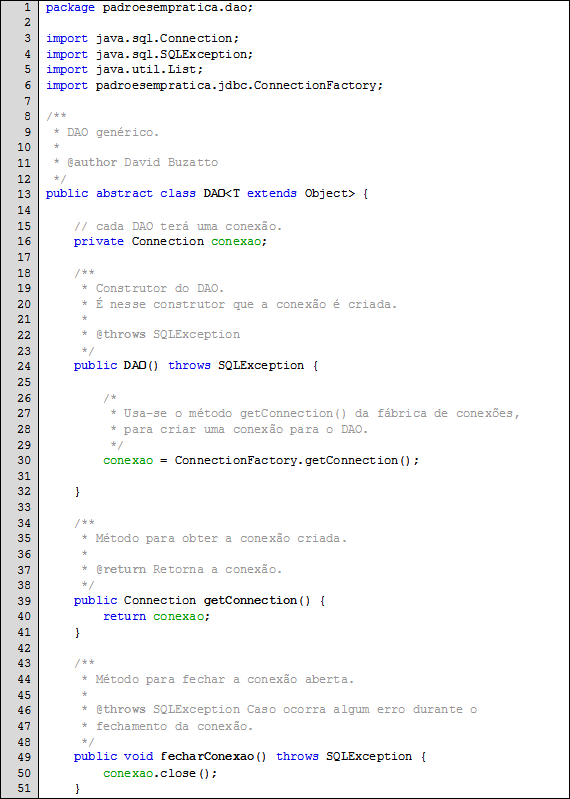 1 package padroesempratica.dao;
2
3 import java.sql.Connection;
4 import java.sql.SQLException;
5 import java.util.List;
6 import padroesempratica.jdbc.ConnectionFactory;
7
8 /**
9  * DAO genérico.
10  *
11  * @author David Buzatto
12  */
13 public abstract class DAO<T extends Object> {
14
15     // cada DAO terá uma conexão.
16     private Connection conexao;
17
18     /**
19      * Construtor do DAO.
20      * É nesse construtor que a conexão é criada.
21      *
22      * @throws SQLException
23      */
24     public DAO() throws SQLException {
25
26         /*
27          * Usa-se o método getConnection() da fábrica de conexões,
28          * para criar uma conexão para o DAO.
29          */
30         conexao = ConnectionFactory.getConnection();
31
32     }
33
34     /**
35      * Método para obter a conexão criada.
36      *
37      * @return Retorna a conexão.
38      */
39     public Connection getConnection() {
40         return conexao;
41     }
42
43     /**
44      * Método para fechar a conexão aberta.
45      *
46      * @throws SQLException Caso ocorra algum erro durante o
47      * fechamento da conexão.
48      */
49     public void fecharConexao() throws SQLException {
50         conexao.close();
51     }